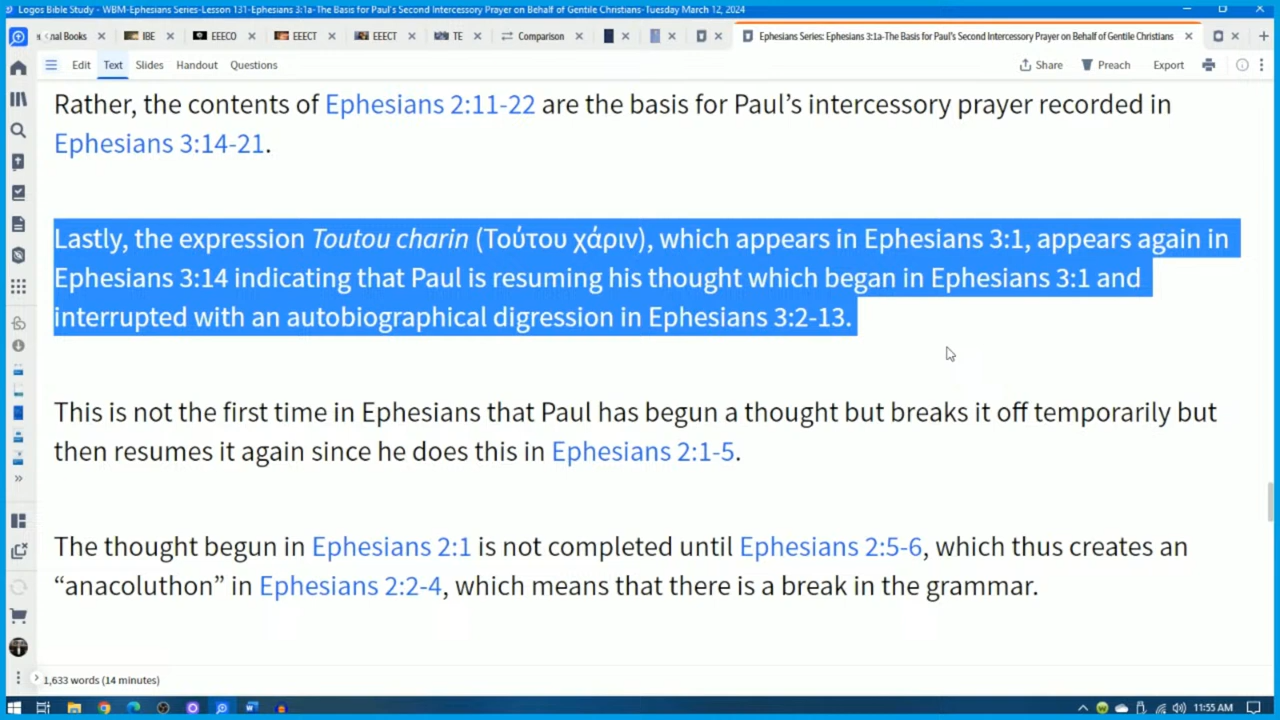 Logos Bible Study - WBM-Ephesians Series-Lesson 131-Ephesians 3:1a-The Basis for Paul's Second Intercessory Prayer on Behalf of Gentile Christians-Tuesday March 12, 2024
nal Books IBE EEECO EEECT EEECT TE Comparison Ephesians Series: Ephesians 3:1a-The Basis for Paul's Second Intercessory Prayer on Behalf of Gentile Christians
Edit Text Slides Handout Questions Share Preach Export
Rather, the contents of Ephesians 2:11-22 are the basis for Paul’s intercessory prayer recorded in
Ephesians 3:14-21.
Lastly, the expression Toutou charin (Τούτου χάριν), which appears in Ephesians 3:1, appears again in
Ephesians 3:14 indicating that Paul is resuming his thought which began in Ephesians 3:1 and
interrupted with an autobiographical digression in Ephesians 3:2-13.
This is not the first time in Ephesians that Paul has begun a thought but breaks it off temporarily but
then resumes it again since he does this in Ephesians 2:1-5.
The thought begun in Ephesians 2:1 is not completed until Ephesians 2:5-6, which thus creates an
“anacoluthon” in Ephesians 2:2-4, which means that there is a break in the grammar.
1,633 words (14 minutes)
11:55 AM